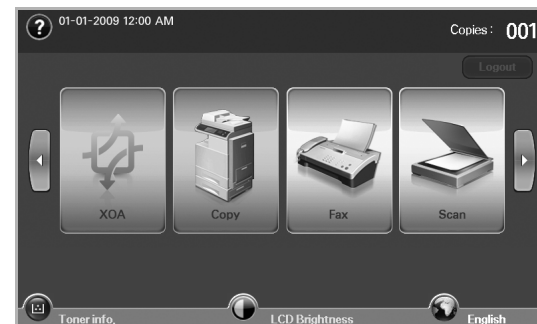 ? 01-01-2009 12:00 AM
Copies : 001
Logout
XOA
Copy
Fax
Scan
Toner info.
LCD Brightness
English